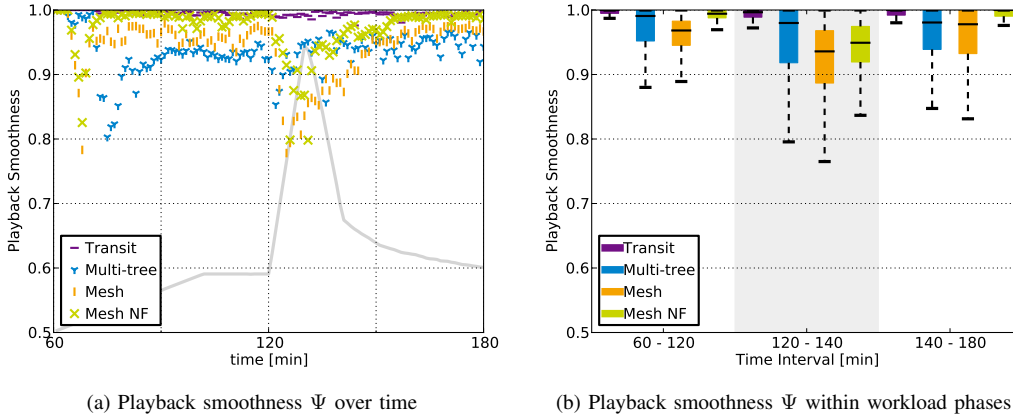 1.0
0.9
0.8
0.7
0.6
0.5
Playback Smoothness
Transit
Multi-tree
Mesh
Mesh NF
60
90
120
150
180
time [min]
(a) Playback smoothness Ψ over time
1.0
0.9
0.8
0.7
0.6
0.5
Playback Smoothness
Transit
Multi-tree
Mesh
Mesh NF
60 - 120
120 - 140
140 - 180
Time Interval [min]
(b) Playback smoothness Ψ within workload phases